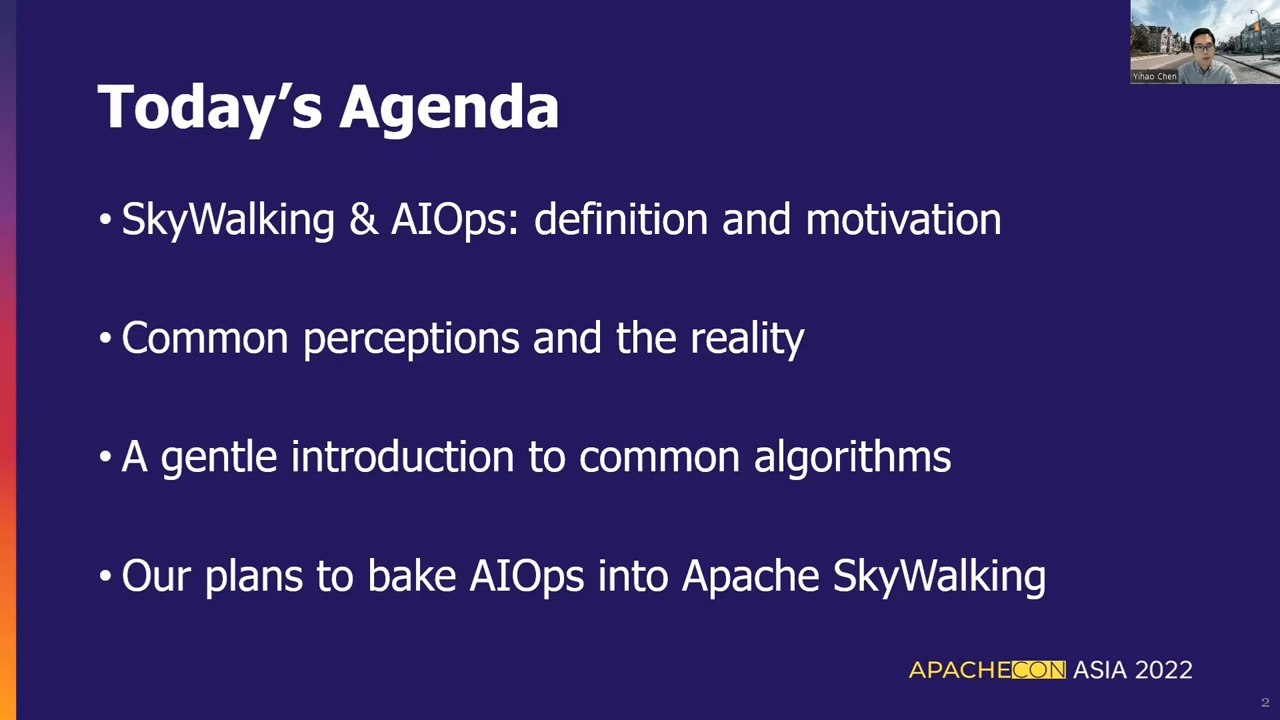 Yihao Chen
Today’s Agenda
• SkyWalking & AIOps: definition and motivation
• Common perceptions and the reality
• A gentle introduction to common algorithms
• Our plans to bake AIOps into Apache SkyWalking
APACHECON ASIA 2022
2